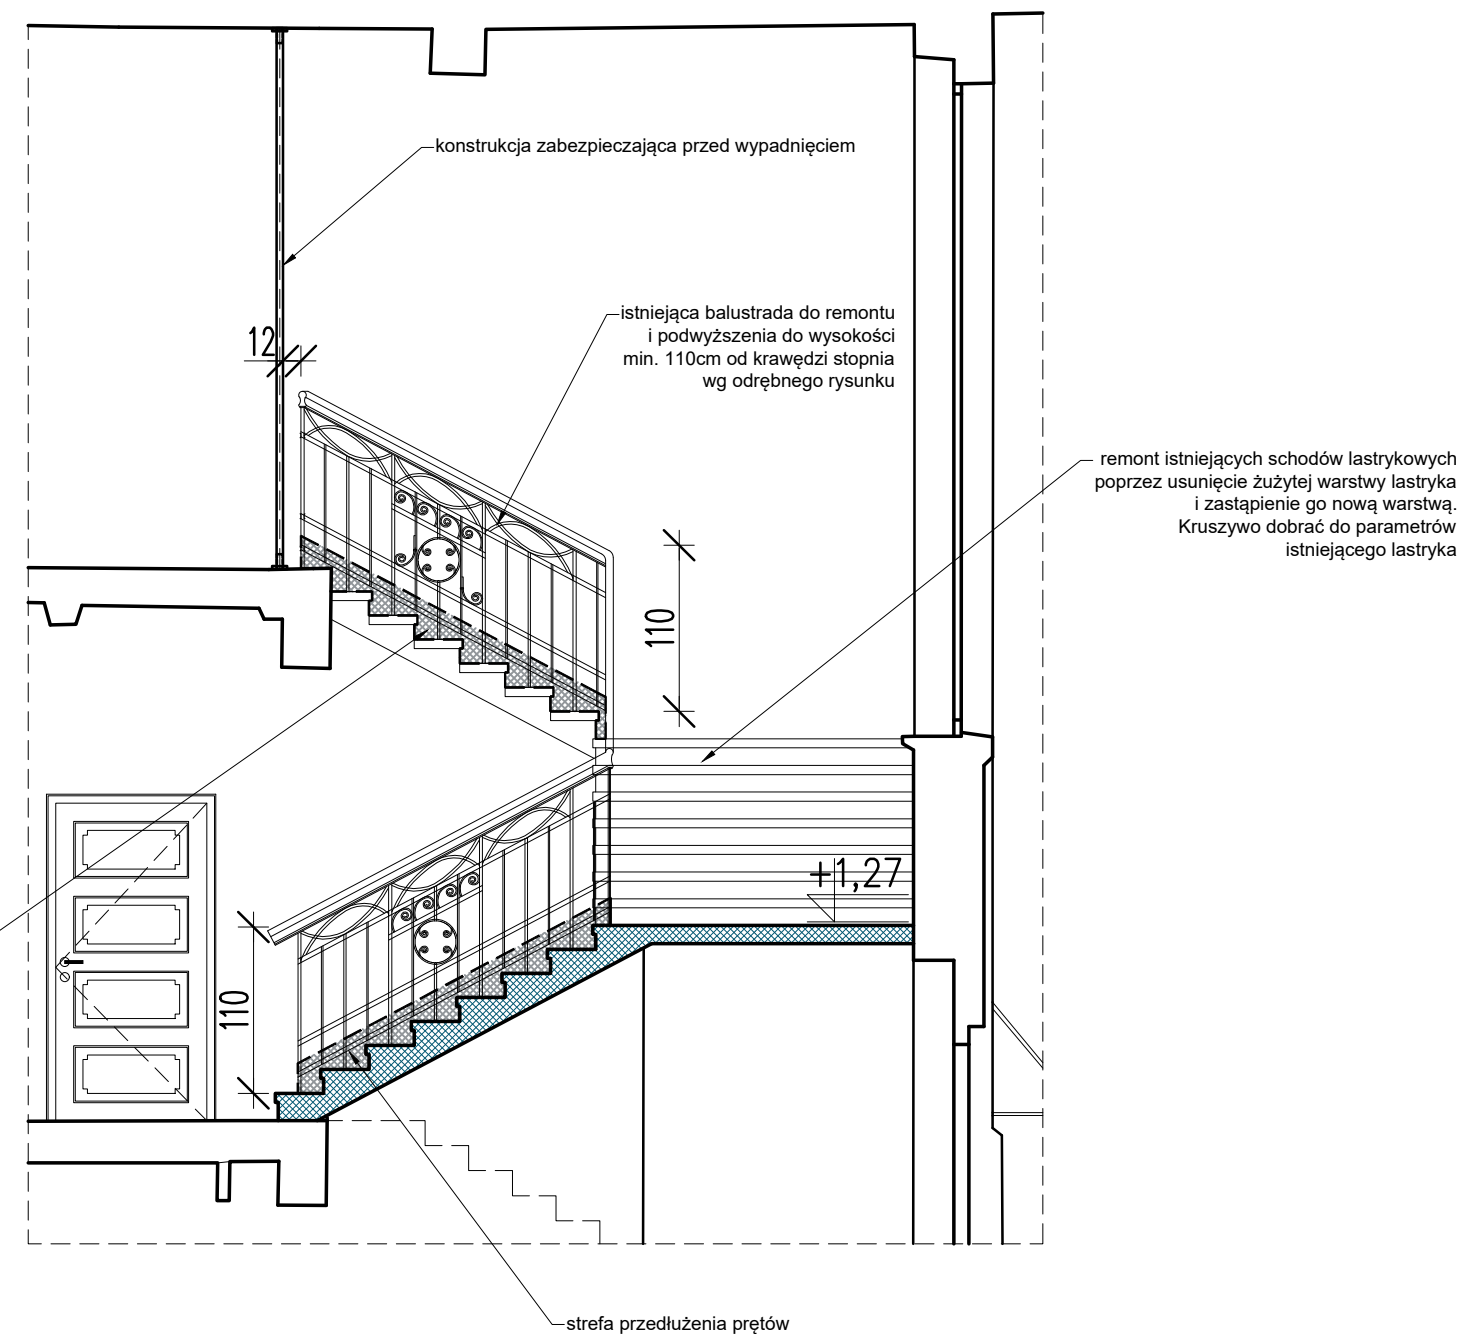 konstrukcja zabezpieczająca przed wypadnięciem
istniejąca balustrada do remontu
i podwyższenia do wysokości
min. 110cm od krawędzi stopnia
wg odrębnego rysunku
12
remont istniejących schodów lastrykowych
poprzez usunięcie zużytej warstwy lastryka
i zastąpienie go nową warstwą.
Kruszywo dobrać do parametrów
istniejącego lastryka
110
+1,27
110
strefa przedłużenia prętów